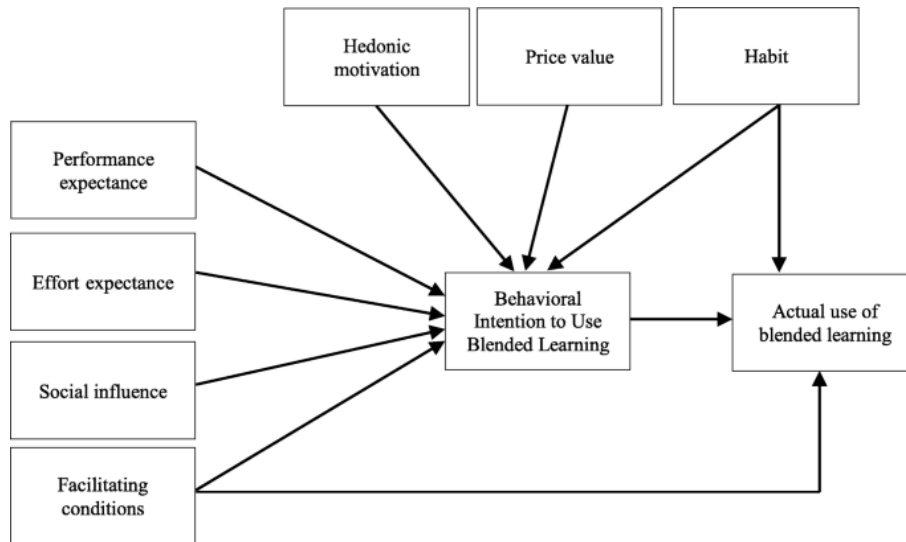 Hedonic
motivation
Price value
Habit
Performance
expectance
Effort expectance
Social influence
Facilitating
conditions
Behavioral
Intention to Use
Blended Learning
Actual use of
blended learning